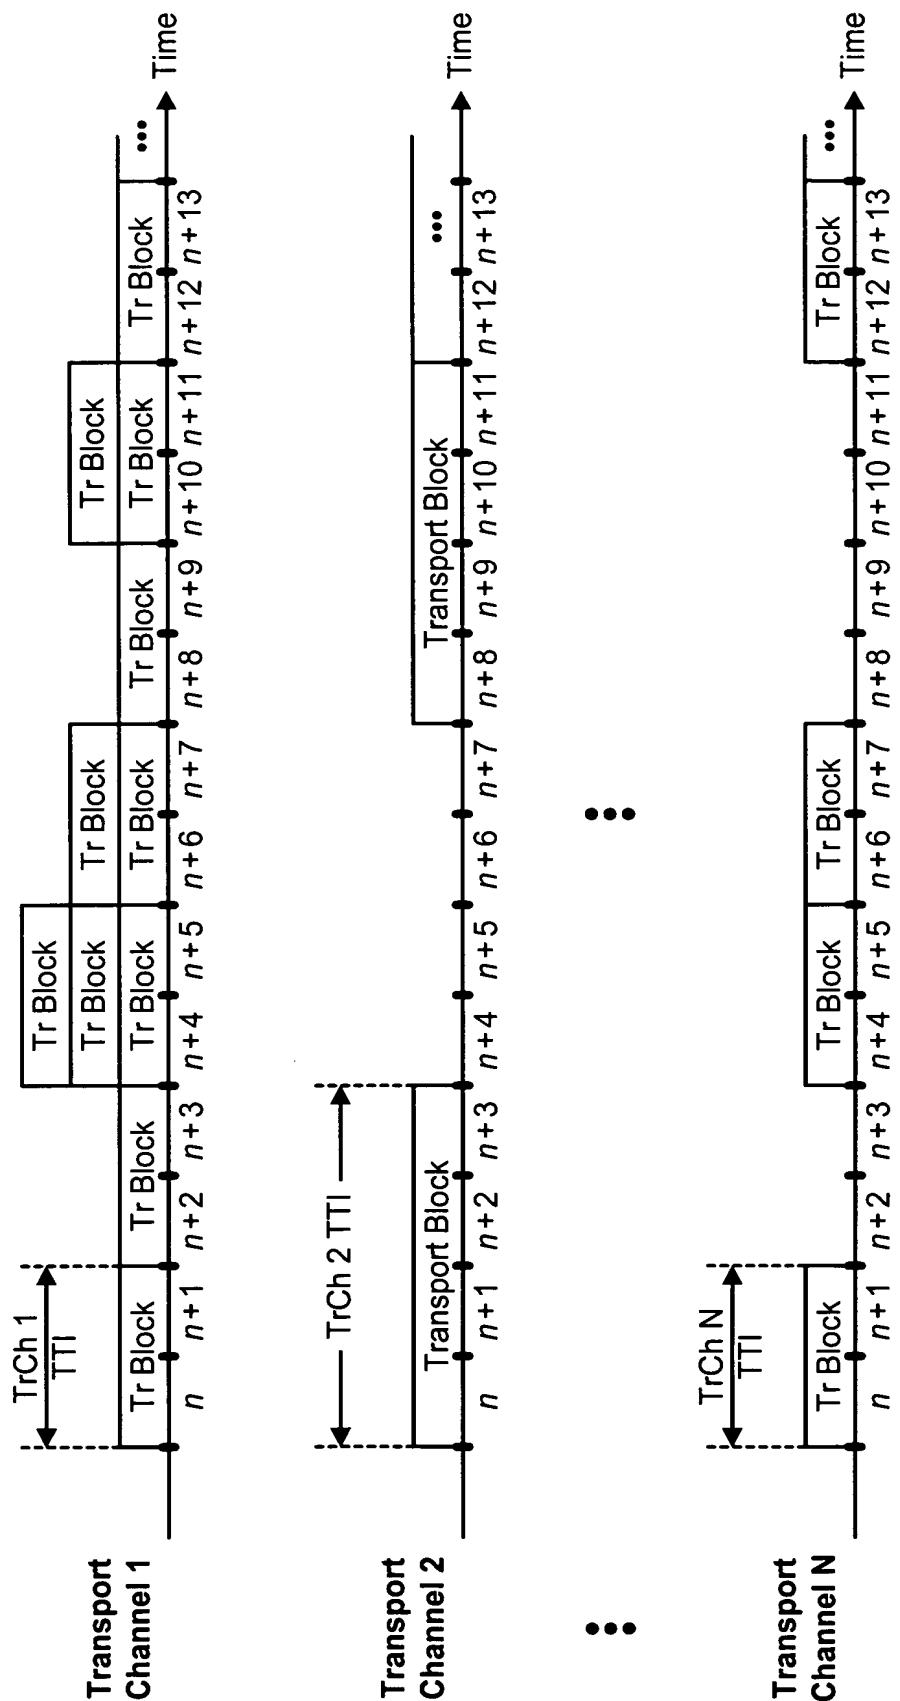 TrCh 1
TTI
Tr Block
Tr Block Tr Block
Tr Block
Tr Block Tr Block Tr Block Tr Block Tr Block Tr Block Tr Block ...
Transport
Channel 1
n n+1 n+2 n+3 n+4 n+5 n+6 n+7 n+8 n+9 n+10 n+11 n+12 n+13
Time
TrCh 2 TTI
Transport Block Transport Block ...
Transport
Channel 2
n n+1 n+2 n+3 n+4 n+5 n+6 n+7 n+8 n+9 n+10 n+11 n+12 n+13
Time
... ...
TrCh N
TTI
Tr Block Tr Block Tr Block Tr Block ...
Transport
Channel N
n n+1 n+2 n+3 n+4 n+5 n+6 n+7 n+8 n+9 n+10 n+11 n+12 n+13
Time